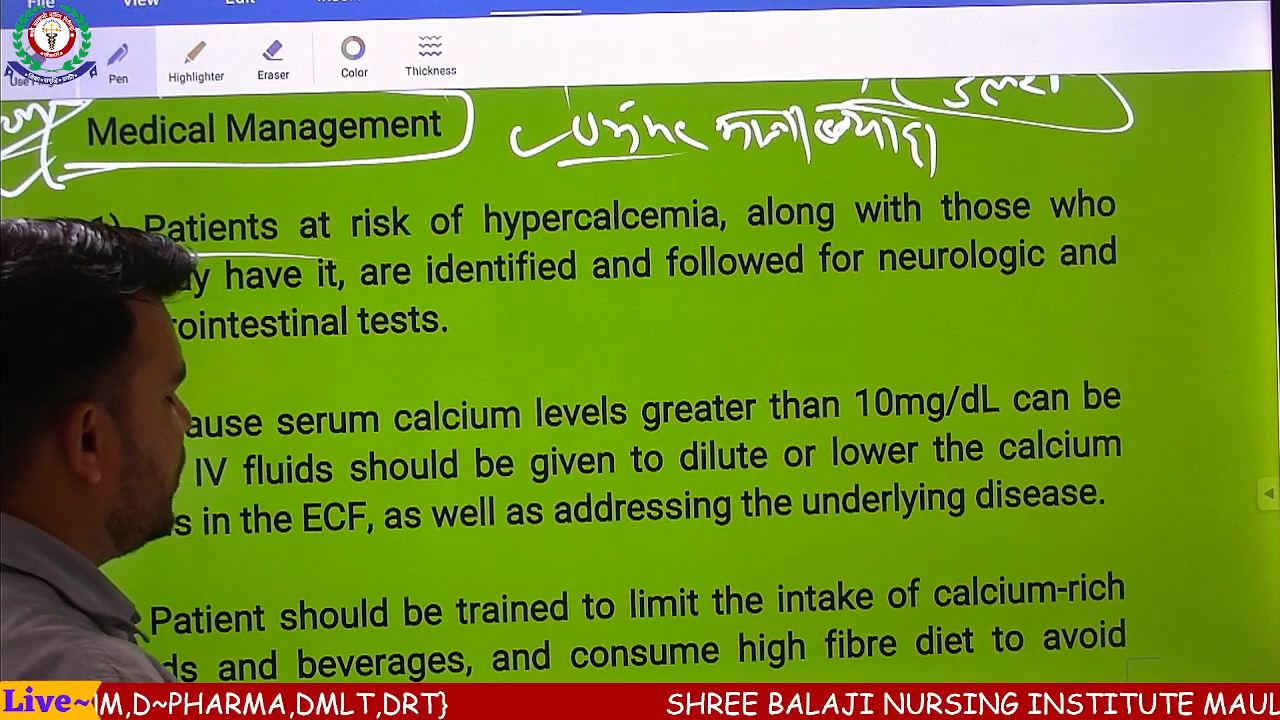 File View Edit
Pen Highlighter Eraser Color Thickness
Medical Management
Urine
Patients at risk of hypercalcemia, along with those who
have it, are identified and followed for neurologic and
tests.
serum calcium levels greater than 10mg/dL can be
IV fluids should be given to dilute or lower the calcium
in the ECF, as well as addressing the underlying disease.
Patient should be trained to limit the intake of calcium-rich
and beverages, and consume high fibre diet to avoid
Live~ {M,D~PHARMA,DMLT,DRT} SHREE BALAJI NURSING INSTITUTE MAUL